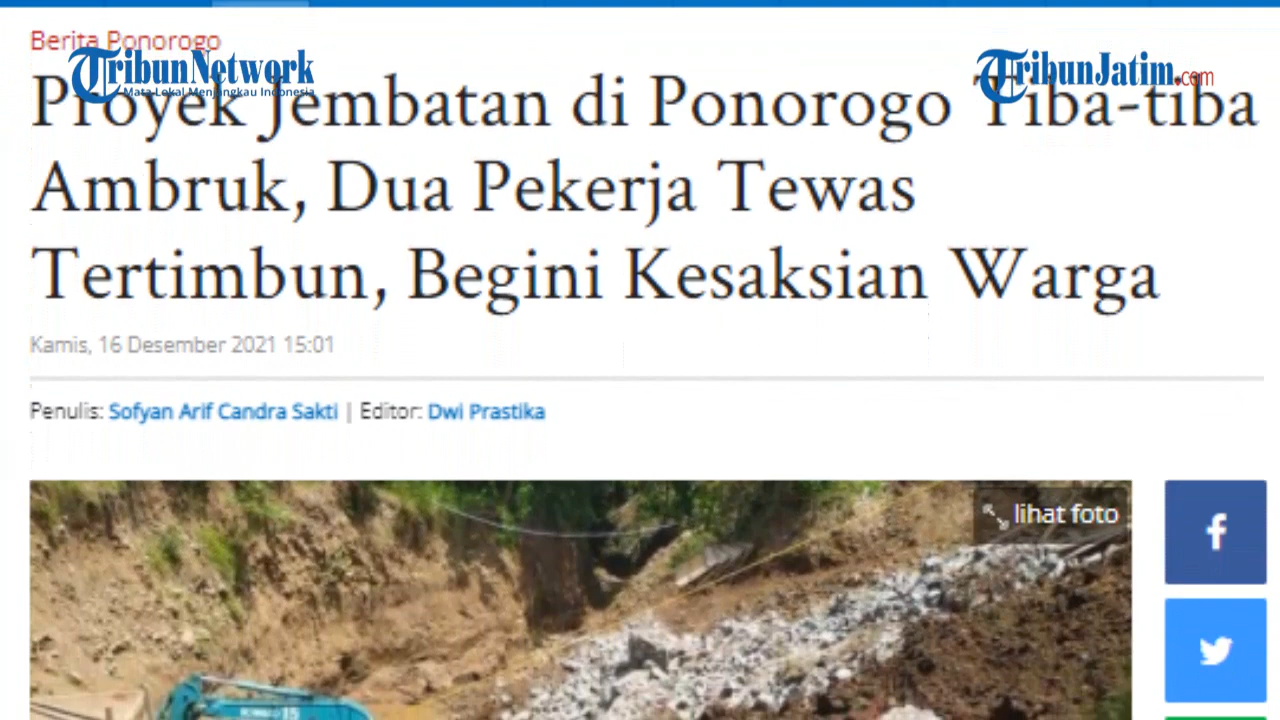 Berita Ponorogo
TribunNetwork
Mata Lokal Menjangkau Indonesia
TribunJatim.com
Proyek Jembatan di Ponorogo Tiba-tiba
Ambruk, Dua Pekerja Tewas
Tertimbun, Begini Kesaksian Warga
Kamis, 16 Desember 2021 15:01
Penulis: Sofyan Arif Candra Sakti | Editor: Dwi Prastika
lihat foto